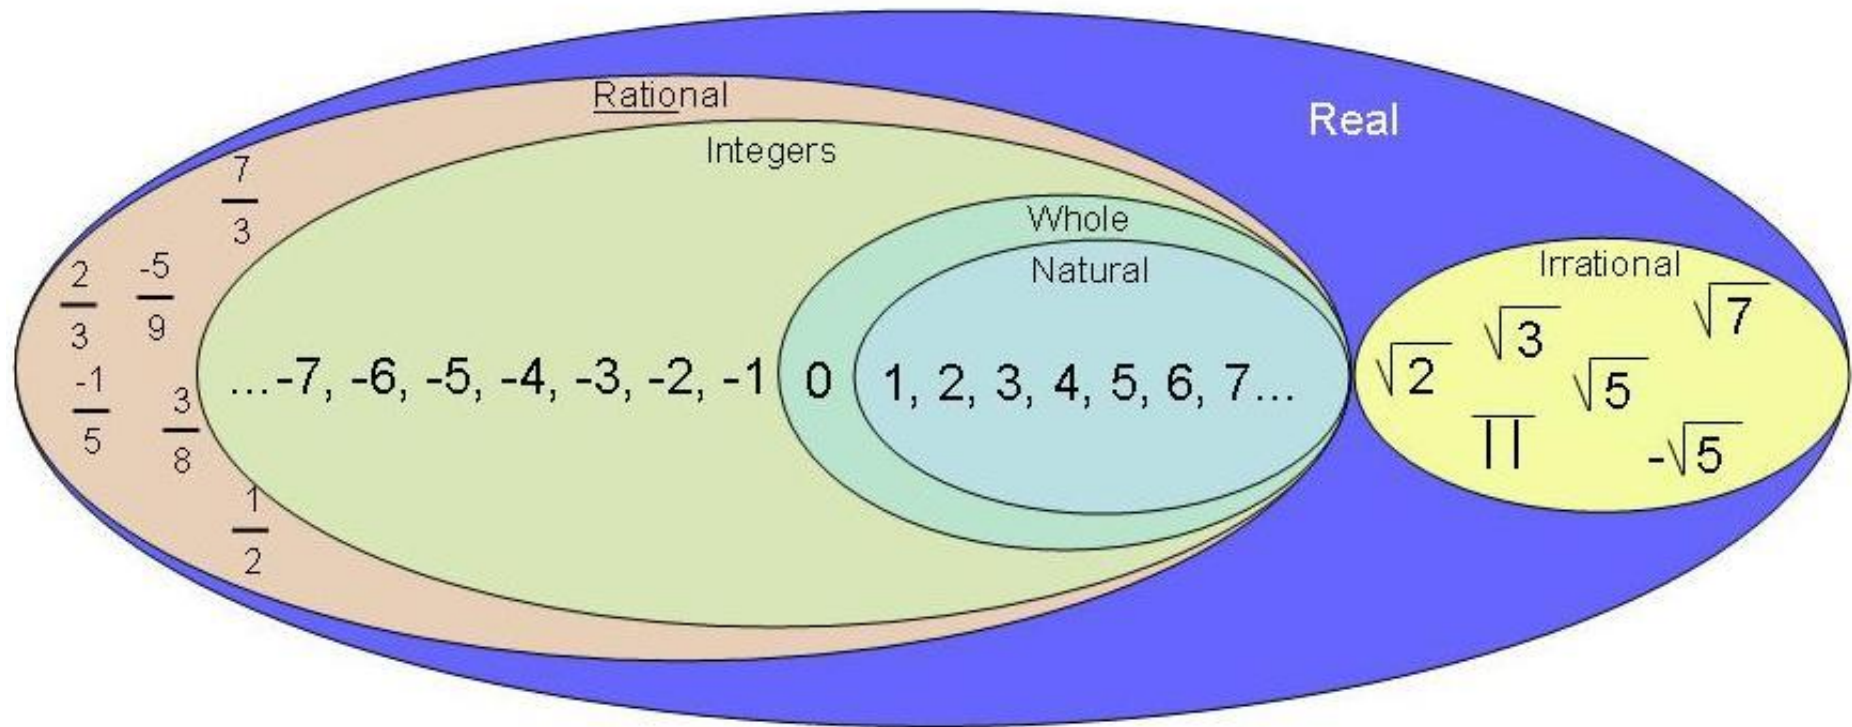 Rational
Real
Integers
7/3
Whole
Natural
Irrational
2/3
-5/9
√7
√3
√2
...-7, -6, -5, -4, -3, -2, -1
0
1, 2, 3, 4, 5, 6, 7...
√5
-1/5
3/8
π
-√5
1/2